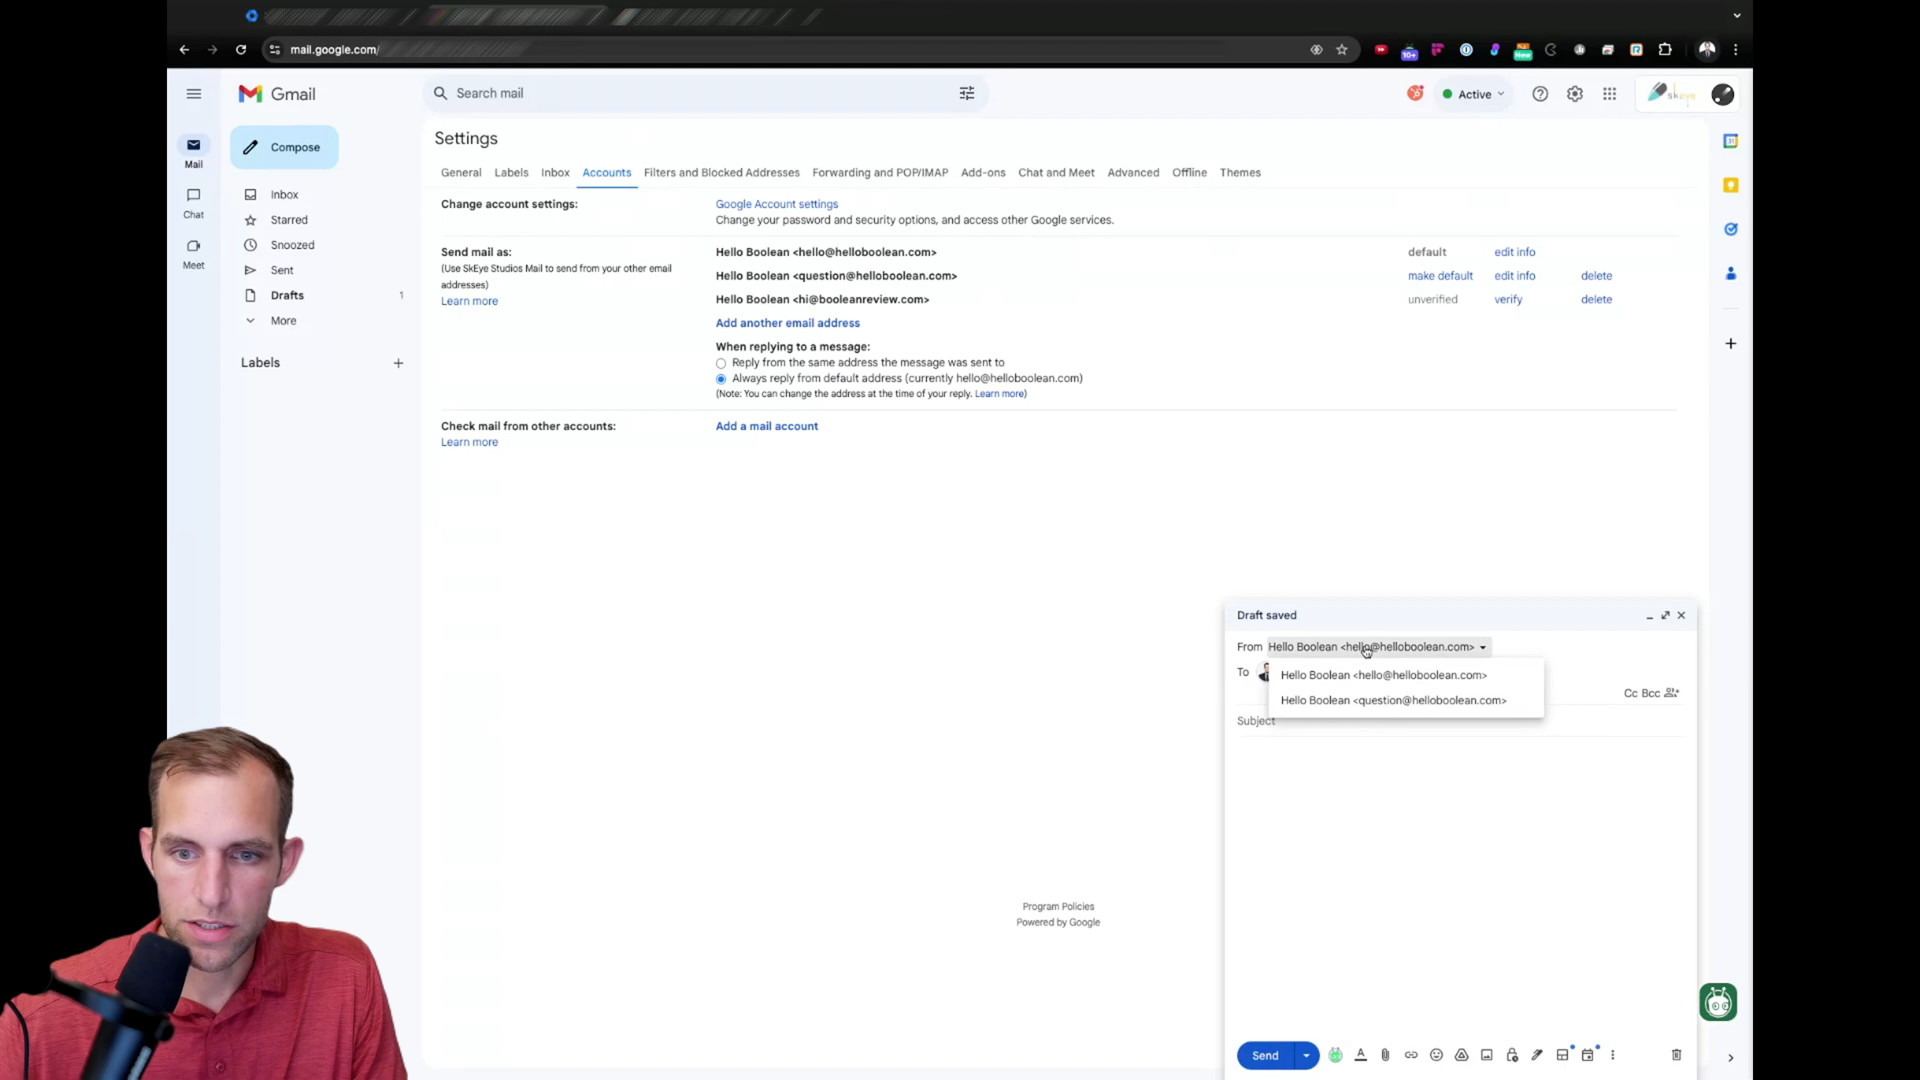 mail.google.com/
10+
New
Gmail
Search mail
Active
skeye
Mail
Chat
Meet
Compose
Inbox
Starred
Snoozed
Sent
Drafts 1
More
Labels
Settings
General Labels Inbox Accounts Filters and Blocked Addresses Forwarding and POP/IMAP Add-ons Chat and Meet Advanced Offline Themes
Change account settings:
Google Account settings
Change your password and security options, and access other Google services.
Send mail as:
(Use SkEye Studios Mail to send from your other email
addresses)
Learn more
Hello Boolean <hello@helloboolean.com> default edit info
Hello Boolean <question@helloboolean.com> make default edit info delete
Hello Boolean <hi@booleanreview.com> unverified verify delete
Add another email address
When replying to a message:
Reply from the same address the message was sent to
Always reply from default address (currently hello@helloboolean.com)
(Note: You can change the address at the time of your reply. Learn more)
Check mail from other accounts:
Learn more
Add a mail account
Program Policies
Powered by Google
Draft saved
From Hello Boolean <hello@helloboolean.com>
To
Hello Boolean <hello@helloboolean.com>
Hello Boolean <question@helloboolean.com>
Cc Bcc
Subject
Send